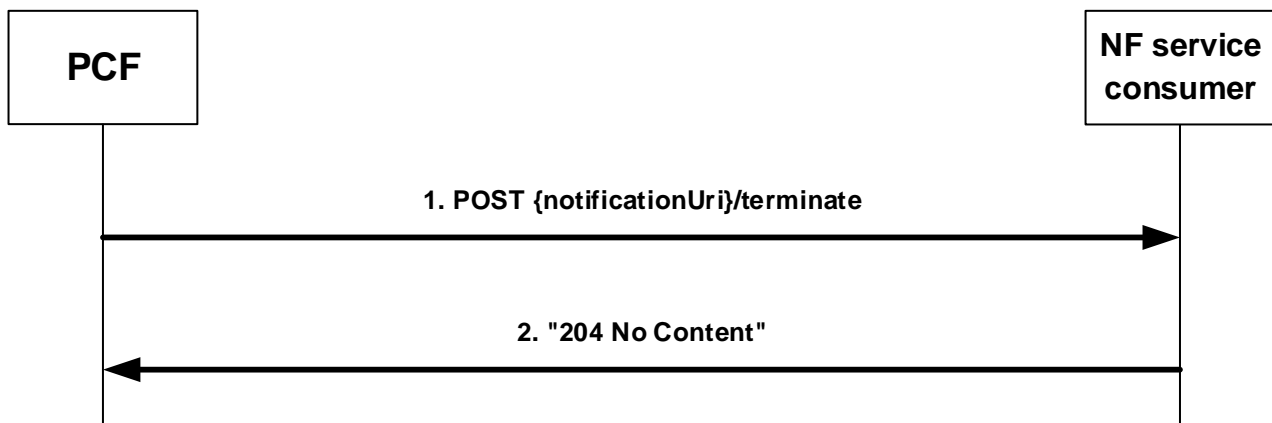 PCF
NF service
consumer
1. POST {notificationUri}/terminate
2. "204 No Content"